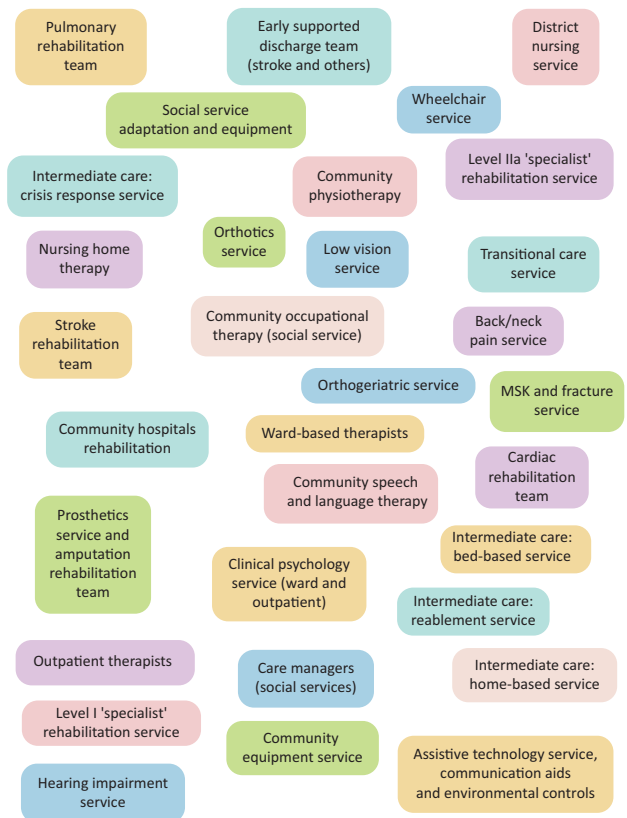 Pulmonary
rehabilitation
team
Early supported
discharge team
(stroke and others)
District
nursing
service
Social service
adaptation and equipment
Wheelchair
service
Level IIa 'specialist'
rehabilitation service
Intermediate care:
crisis response service
Community
physiotherapy
Orthotics
service
Nursing home
therapy
Low vision
service
Transitional care
service
Community occupational
therapy (social service)
Stroke
rehabilitation
team
Back/neck
pain service
Orthogeriatric service
MSK and fracture
service
Community hospitals
rehabilitation
Ward-based therapists
Cardiac
rehabilitation
team
Community speech
and language therapy
Prosthetics
service and
amputation
rehabilitation
team
Intermediate care:
bed-based service
Clinical psychology
service (ward and
outpatient)
Intermediate care:
reablement service
Outpatient therapists
Care managers
(social services)
Intermediate care:
home-based service
Level I 'specialist'
rehabilitation service
Community
equipment service
Assistive technology service,
communication aids
and environmental controls
Hearing impairment
service